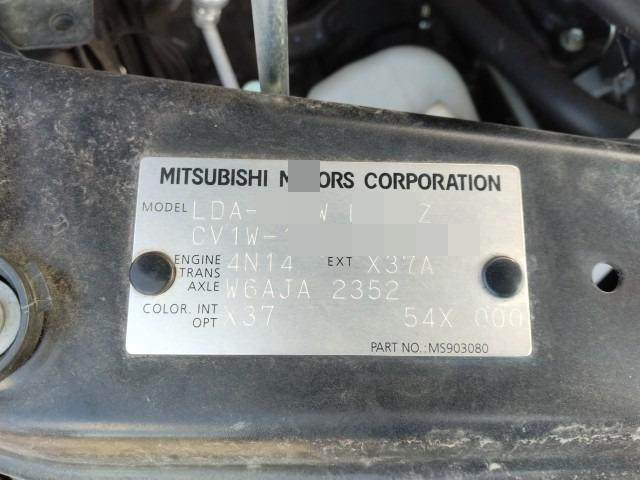 MITSUBISHI MOTORS CORPORATION
MODEL LDA-
CV1W-
ENGINE 4N14 EXT X37A
TRANS AXLE W6AJA 2352
COLOR. INT OPT X37 54X 000
PART NO.:MS903080